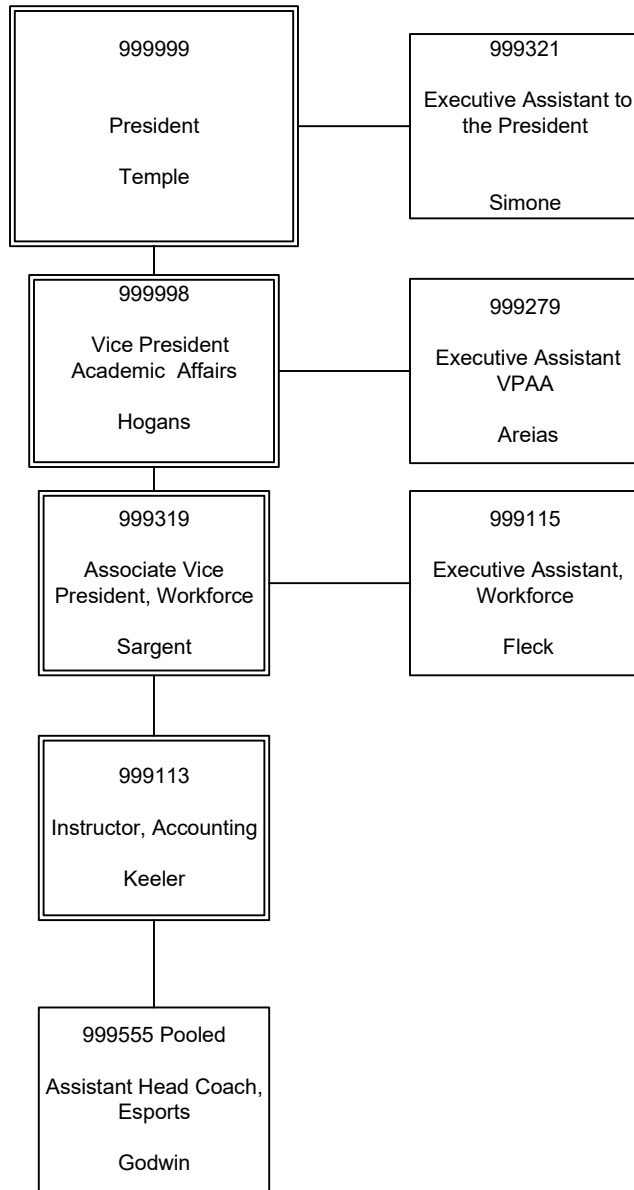 999999
President
Temple
999321
Executive Assistant to
the President
Simone
999998
Vice President
Academic Affairs
Hogans
999279
Executive Assistant
VPAA
Areias
999319
Associate Vice
President, Workforce
Sargent
999115
Executive Assistant,
Workforce
Fleck
999113
Instructor, Accounting
Keeler
999555 Pooled
Assistant Head Coach,
Esports
Godwin